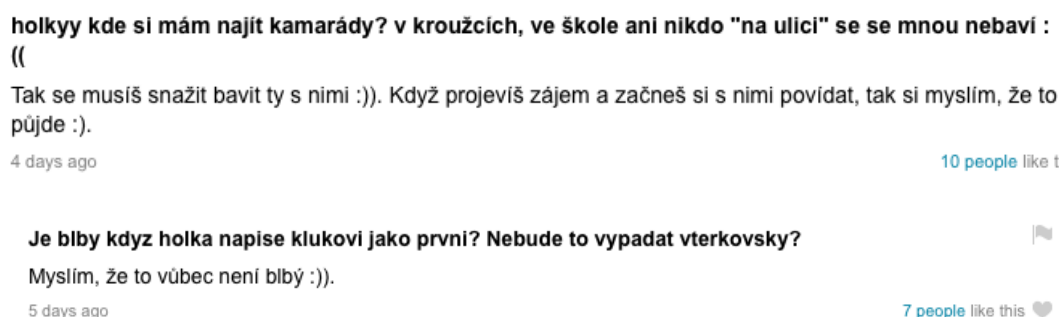 holkyy kde si mám najít kamarády? v kroužcích, ve škole ani nikdo "na ulici" se se mnou nebaví :
((
Tak se musíš snažit bavit ty s nimi :)). Když projevíš zájem a začneš si s nimi povídat, tak si myslím, že to
půjde :).
4 days ago
10 people like t
Je blby kdyz holka napise klukovi jako prvni? Nebude to vypadat vterkovsky?
Myslím, že to vůbec není blbý :)).
5 days ago
7 people like this